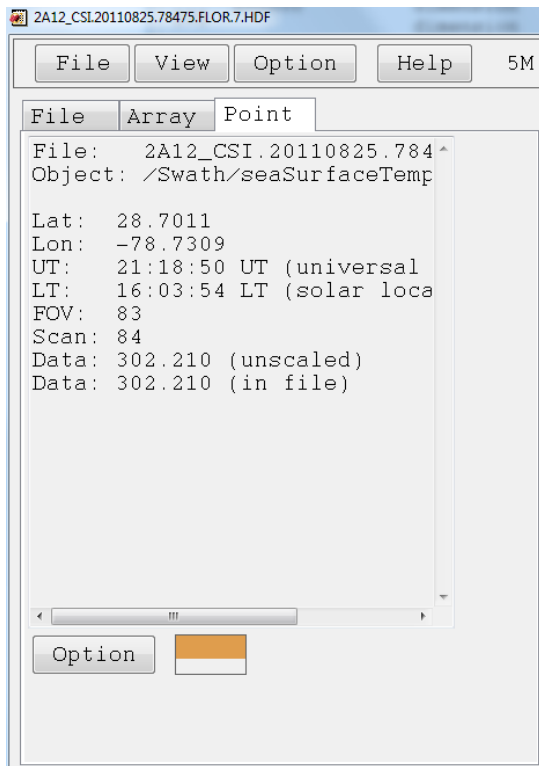 2A12_CSI.20110825.78475.FLOR.7.HDF
File View Option Help 5M
File Array Point
File: 2A12_CSI.20110825.784
Object: /Swath/seaSurfaceTemp
Lat: 28.7011
Lon: -78.7309
UT: 21:18:50 UT (universal
LT: 16:03:54 LT (solar loca
FOV: 83
Scan: 84
Data: 302.210 (unscaled)
Data: 302.210 (in file)
Option